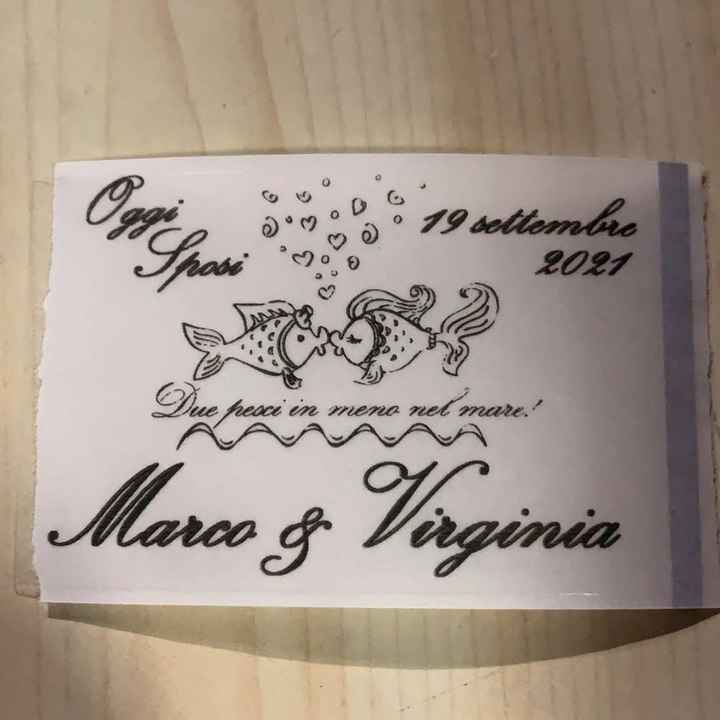 Oggi
Sposi
19 settembre
2021
Due pesci in meno nel mare!
Marco & Virginia